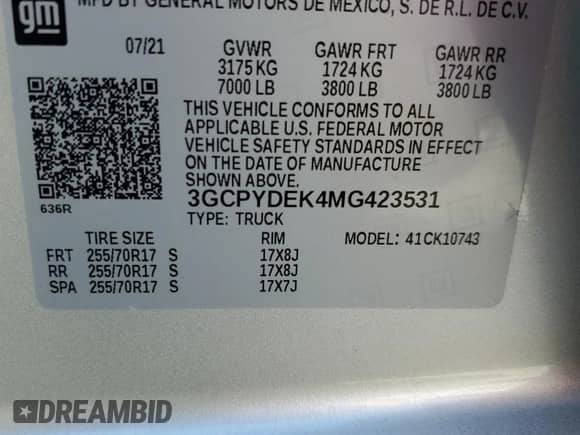 gm
MFD BY GENERAL MOTORS DE MEXICO, S. DE R.L. DE C.V.
07/21 GVWR GAWR FRT GAWR RR
3175 KG 1724 KG 1724 KG
7000 LB 3800 LB 3800 LB
THIS VEHICLE CONFORMS TO ALL
APPLICABLE U.S. FEDERAL MOTOR
VEHICLE SAFETY STANDARDS IN EFFECT
ON THE DATE OF MANUFACTURE
SHOWN ABOVE.
636R
3GCPYDEK4MG423531
TYPE: TRUCK
TIRE SIZE RIM MODEL: 41CK10743
FRT 255/70R17 S 17X8J
RR 255/70R17 S 17X8J
SPA 255/70R17 S 17X7J
DREAMBID